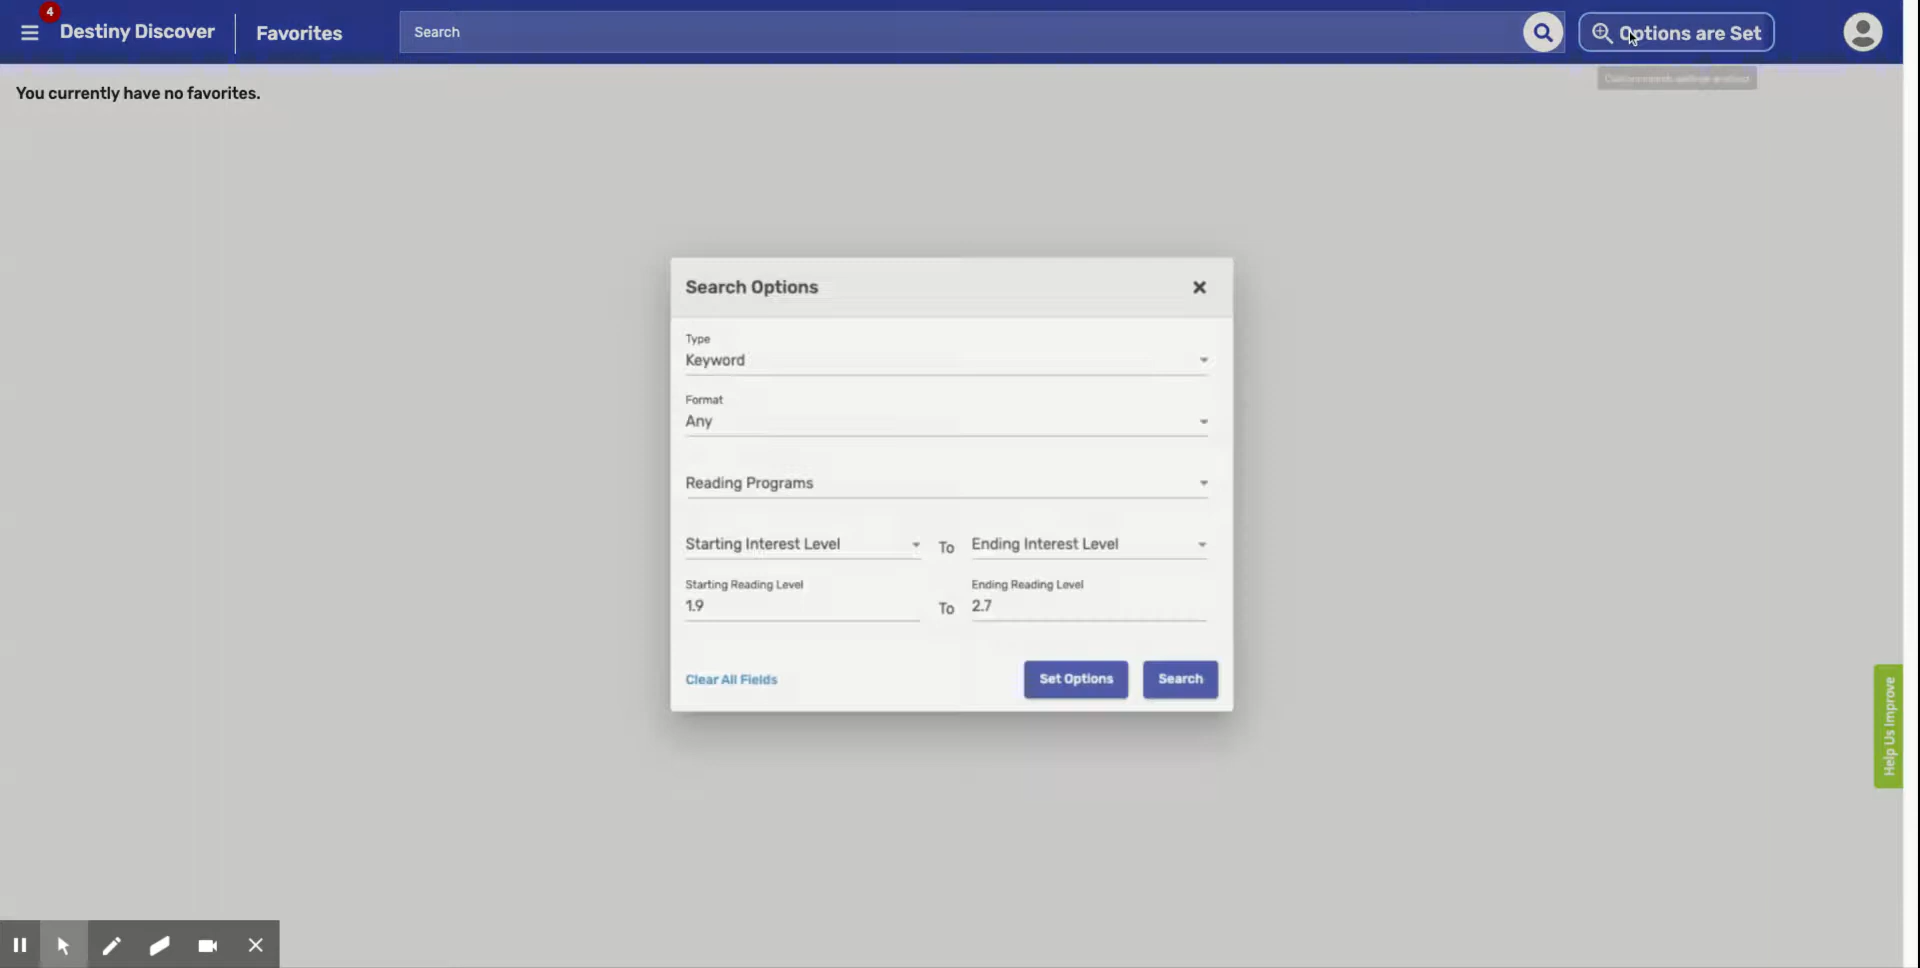 4
Destiny Discover
Favorites
Search
Options are Set
You currently have no favorites.
Search Options
Type
Keyword
Format
Any
Reading Programs
Starting Interest Level To Ending Interest Level
Starting Reading Level Ending Reading Level
1.9 To 2.7
Clear All Fields
Set Options
Search
Help Us Improve